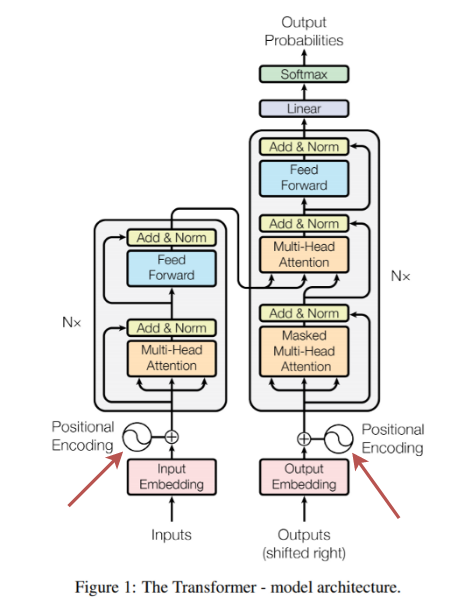 Output
Probabilities
Softmax
Linear
Add & Norm
Feed
Forward
Add & Norm
Multi-Head
Attention
Add & Norm
Masked
Multi-Head
Attention
Nx
Add & Norm
Feed
Forward
Add & Norm
Multi-Head
Attention
Nx
Positional
Encoding
Positional
Encoding
Input
Embedding
Output
Embedding
Inputs
Outputs
(shifted right)
Figure 1: The Transformer - model architecture.